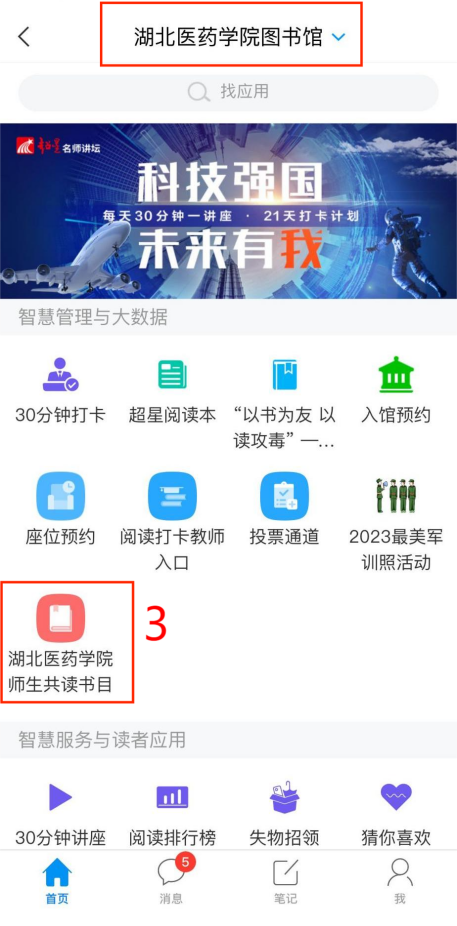 湖北医药学院图书馆
找应用
名师讲坛
科技强国
每天30分钟一讲座 · 21天打卡计划
未来有我
智慧管理与大数据
30分钟打卡
超星阅读本
“以书为友 以
读攻毒” 一...
入馆预约
座位预约
阅读打卡教师
入口
投票通道
2023最美军
训照活动
湖北医药学院
师生共读书目
3
智慧服务与读者应用
30分钟讲座
阅读排行榜
失物招领
猜你喜欢
5
首页
消息
笔记
我